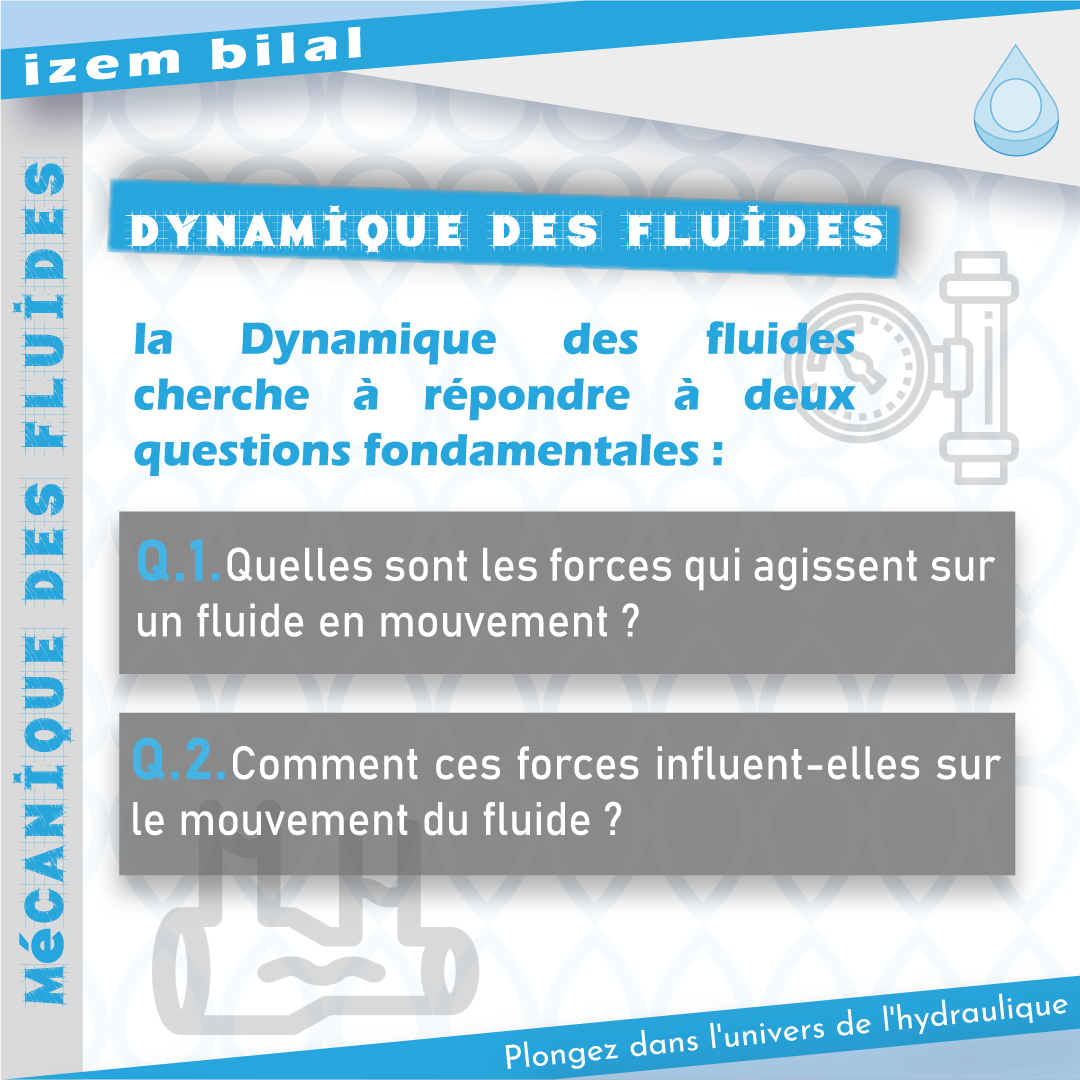 izem bilal
MéCANİQUE DES FLUİDES
DYNAMİQUE DES FLUİDES
la Dynamique des fluides
cherche à répondre à deux
questions fondamentales :
Q.1.Quelles sont les forces qui agissent sur
un fluide en mouvement ?
Q.2.Comment ces forces influent-elles sur
le mouvement du fluide ?
Plongez dans l'univers de l'hydraulique